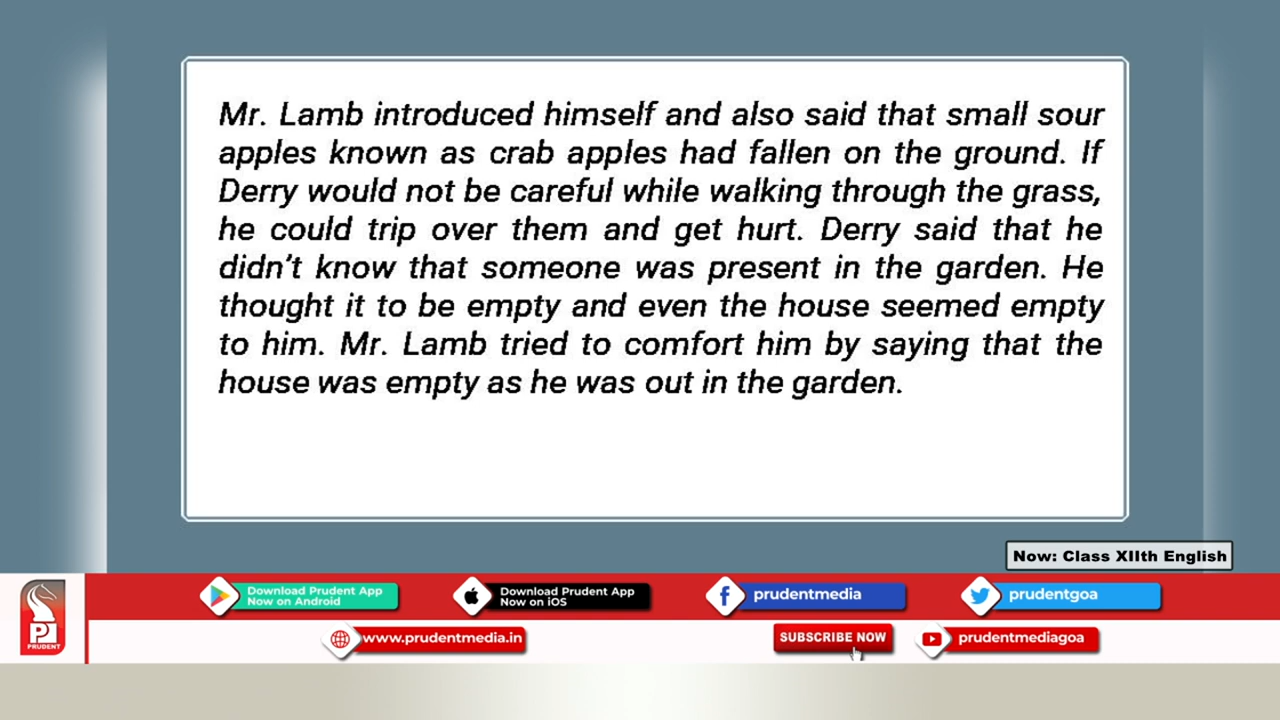 Mr. Lamb introduced himself and also said that small sour
apples known as crab apples had fallen on the ground. If
Derry would not be careful while walking through the grass,
he could trip over them and get hurt. Derry said that he
didn't know that someone was present in the garden. He
thought it to be empty and even the house seemed empty
to him. Mr. Lamb tried to comfort him by saying that the
house was empty as he was out in the garden.
Now: Class XIIth English
PRUDENT
Download Prudent App
Now on Android
Download Prudent App
Now on iOS
prudentmedia
prudentgoa
www.prudentmedia.in
SUBSCRIBE NOW
prudentmediagoa